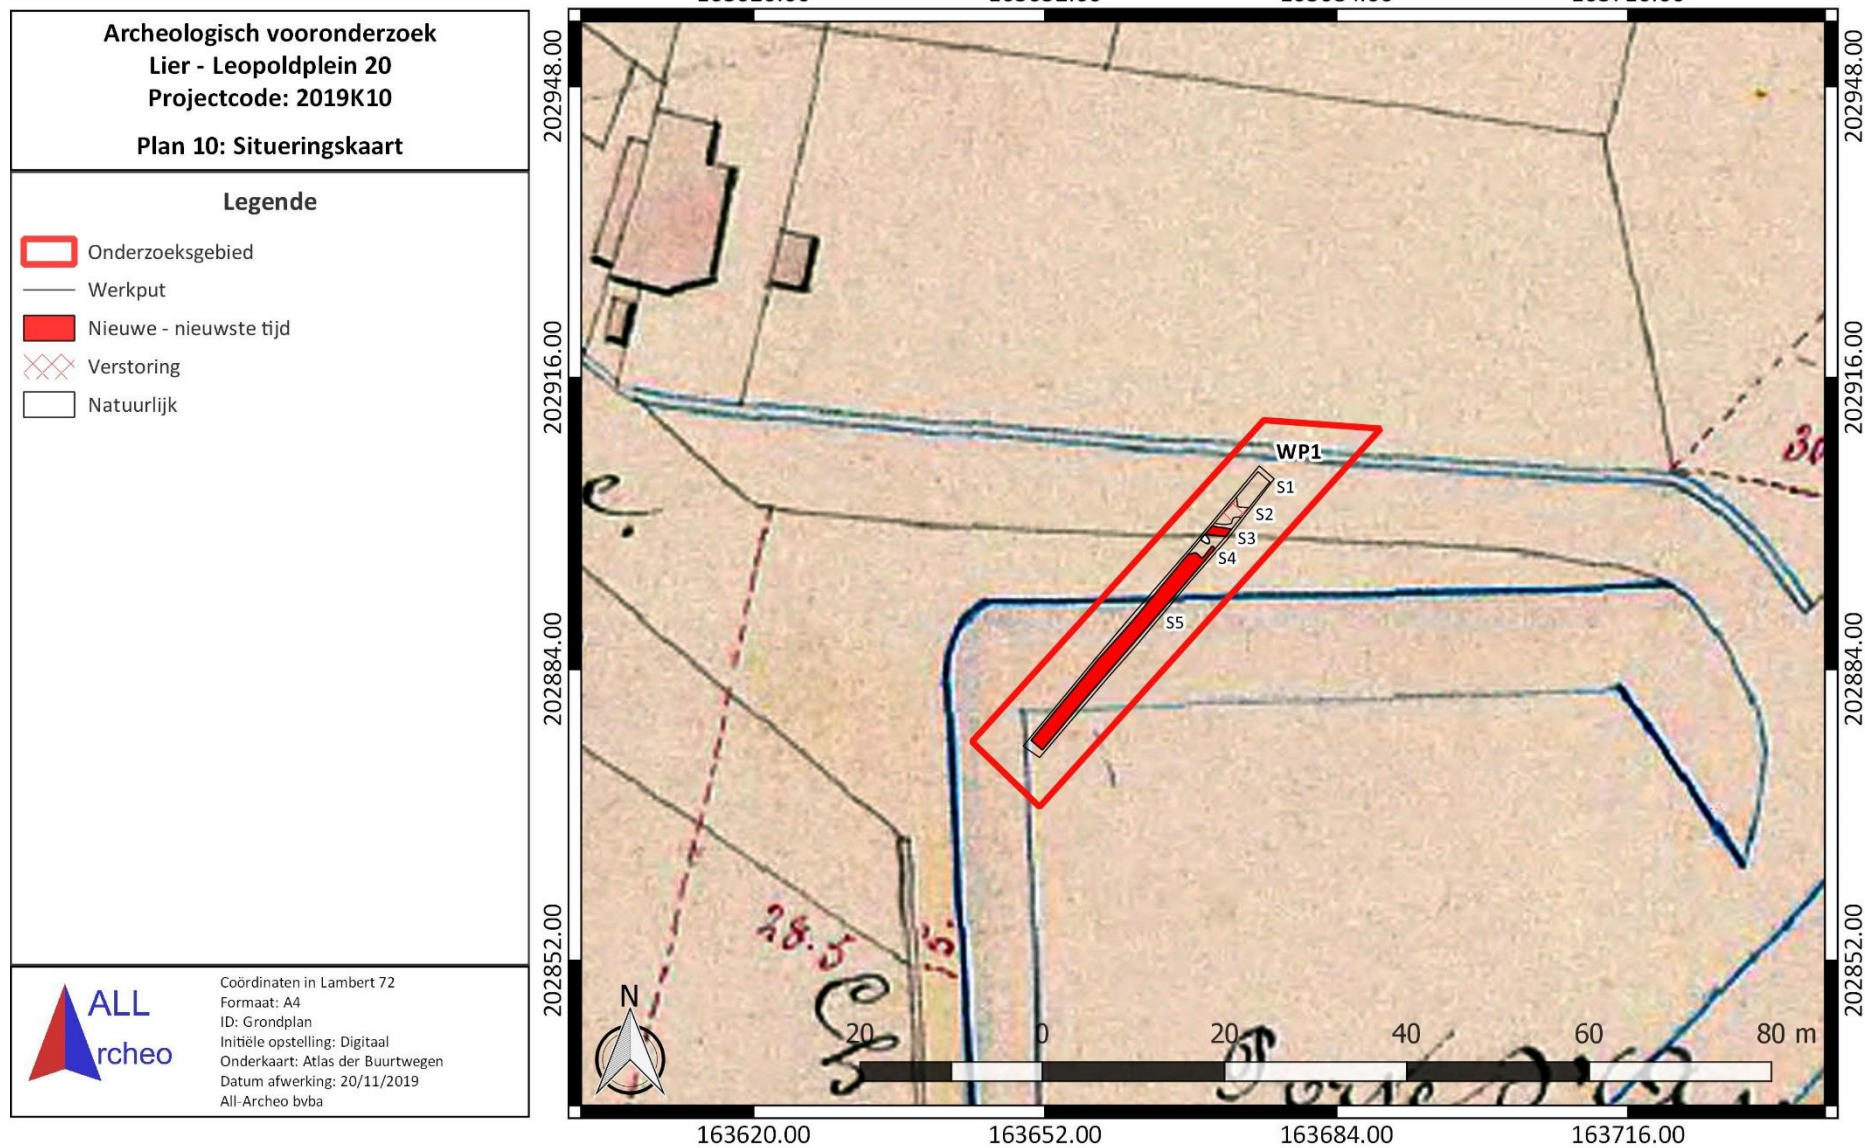 Archeologisch vooronderzoek
Lier - Leopoldplein 20
Projectcode: 2019K10
Plan 10: Situeringskaart
Legende
Onderzoeksgebied
Werkput
Nieuwe - nieuwste tijd
Verstoring
Natuurlijk
ALL
rcheo
Coördinaten in Lambert 72
Formaat: A4
ID: Grondplan
Initiële opstelling: Digitaal
Onderkaart: Atlas der Buurtwegen
Datum afwerking: 20/11/2019
All-Archeo bvba
202948.00
202948.00
202916.00
202916.00
202884.00
202884.00
202852.00
202852.00
WP1
S1
S2
S3
S4
S5
28.5
15.
N
20 0 20 40 60 80 m
163620.00 163652.00 163684.00 163716.00